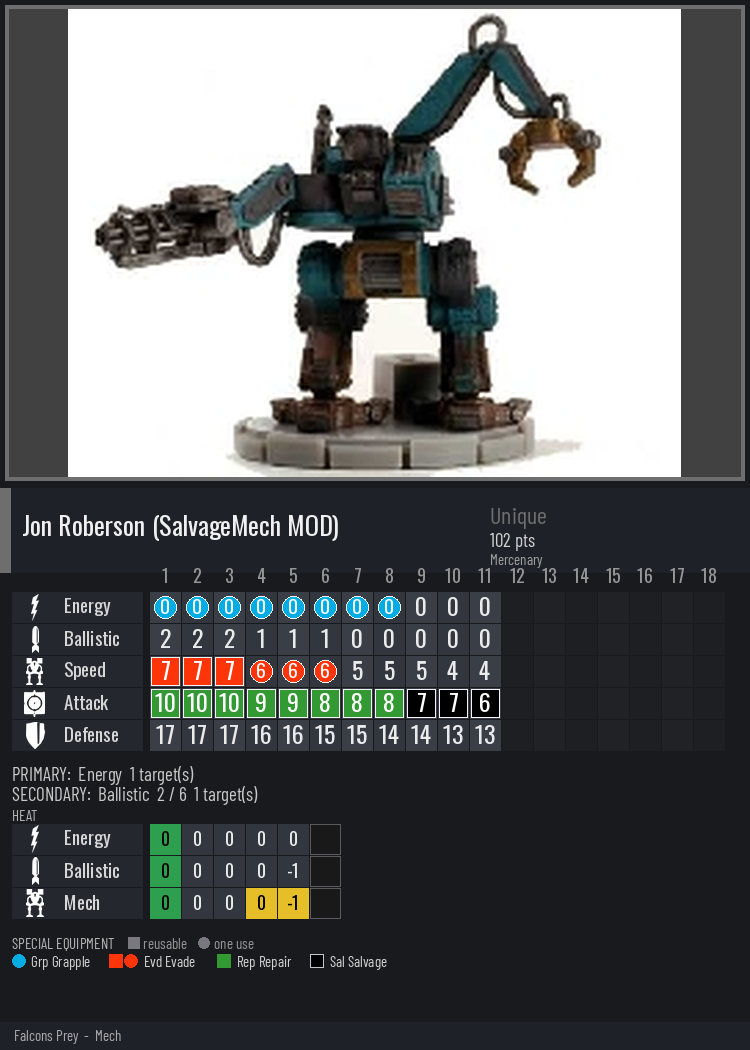 Jon Roberson (SalvageMech MOD)
Unique
102 pts
Mercenary
1 2 3 4 5 6 7 8 9 10 11 12 13 14 15 16 17 18
Energy 0 0 0 0 0 0 0 0 0 0 0
Ballistic 2 2 2 1 1 1 0 0 0 0 0
Speed 7 7 7 6 6 6 5 5 5 4 4
Attack 10 10 10 9 9 8 8 8 7 7 6
Defense 17 17 17 16 16 15 15 14 14 13 13
PRIMARY: Energy 1 target(s)
SECONDARY: Ballistic 2 / 6 1 target(s)
HEAT
Energy 0 0 0 0 0
Ballistic 0 0 0 0 -1
Mech 0 0 0 0 -1
SPECIAL EQUIPMENT reusable one use
Grp Grapple Evd Evade Rep Repair Sal Salvage
Falcons Prey - Mech